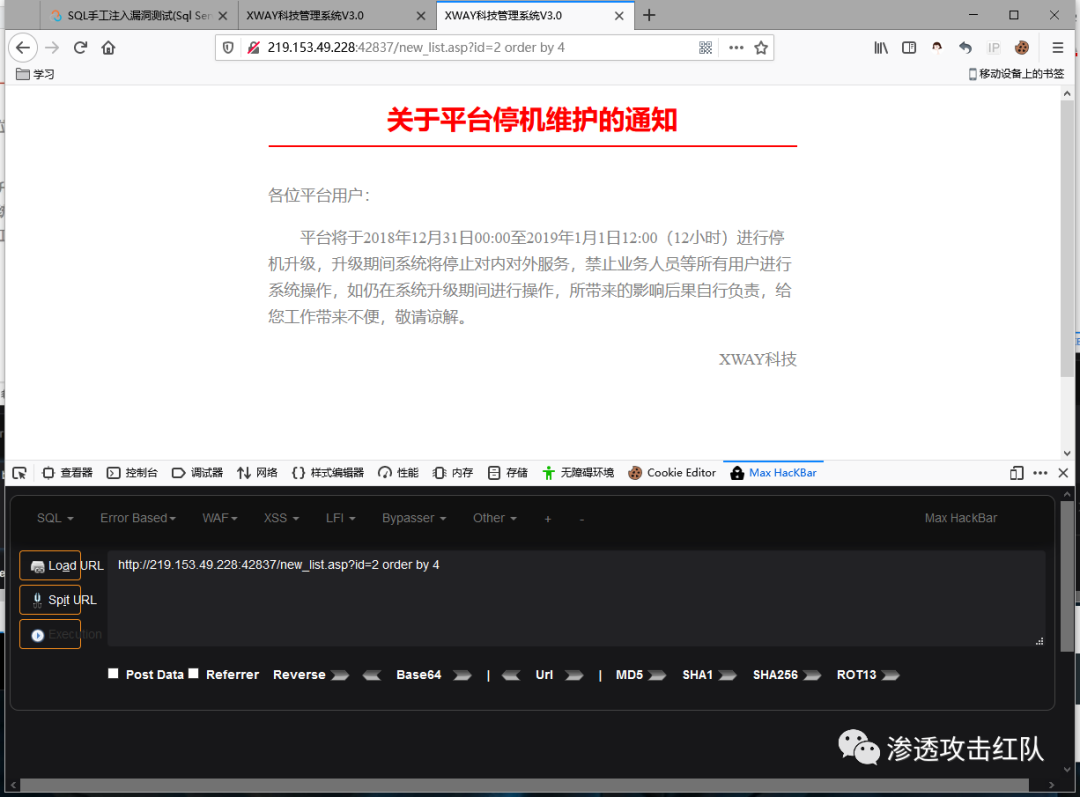 SQL手工注入漏洞测试(Sql Ser
XWAY科技管理系统V3.0
XWAY科技管理系统V3.0
219.153.49.228:42837/new_list.asp?id=2 order by 4
IP
学习
移动设备上的书签
关于平台停机维护的通知
各位平台用户：
平台将于2018年12月31日00:00至2019年1月1日12:00（12小时）进行停
机升级，升级期间系统将停止对内对外服务，禁止业务人员等所有用户进行
系统操作，如仍在系统升级期间进行操作，所带来的影响后果自行负责，给
您工作带来不便，敬请谅解。
XWAY科技
查看器 控制台 调试器 网络 {} 样式编辑器 性能 内存 存储 无障碍环境 Cookie Editor Max HacKBar
SQL Error Based WAF XSS LFI Bypasser Other + - Max HacKBar
Load URL
http://219.153.49.228:42837/new_list.asp?id=2 order by 4
Spit URL
Execution
Post Data Referrer Reverse Base64 | Url | MD5 SHA1 SHA256 ROT13
渗透攻击红队